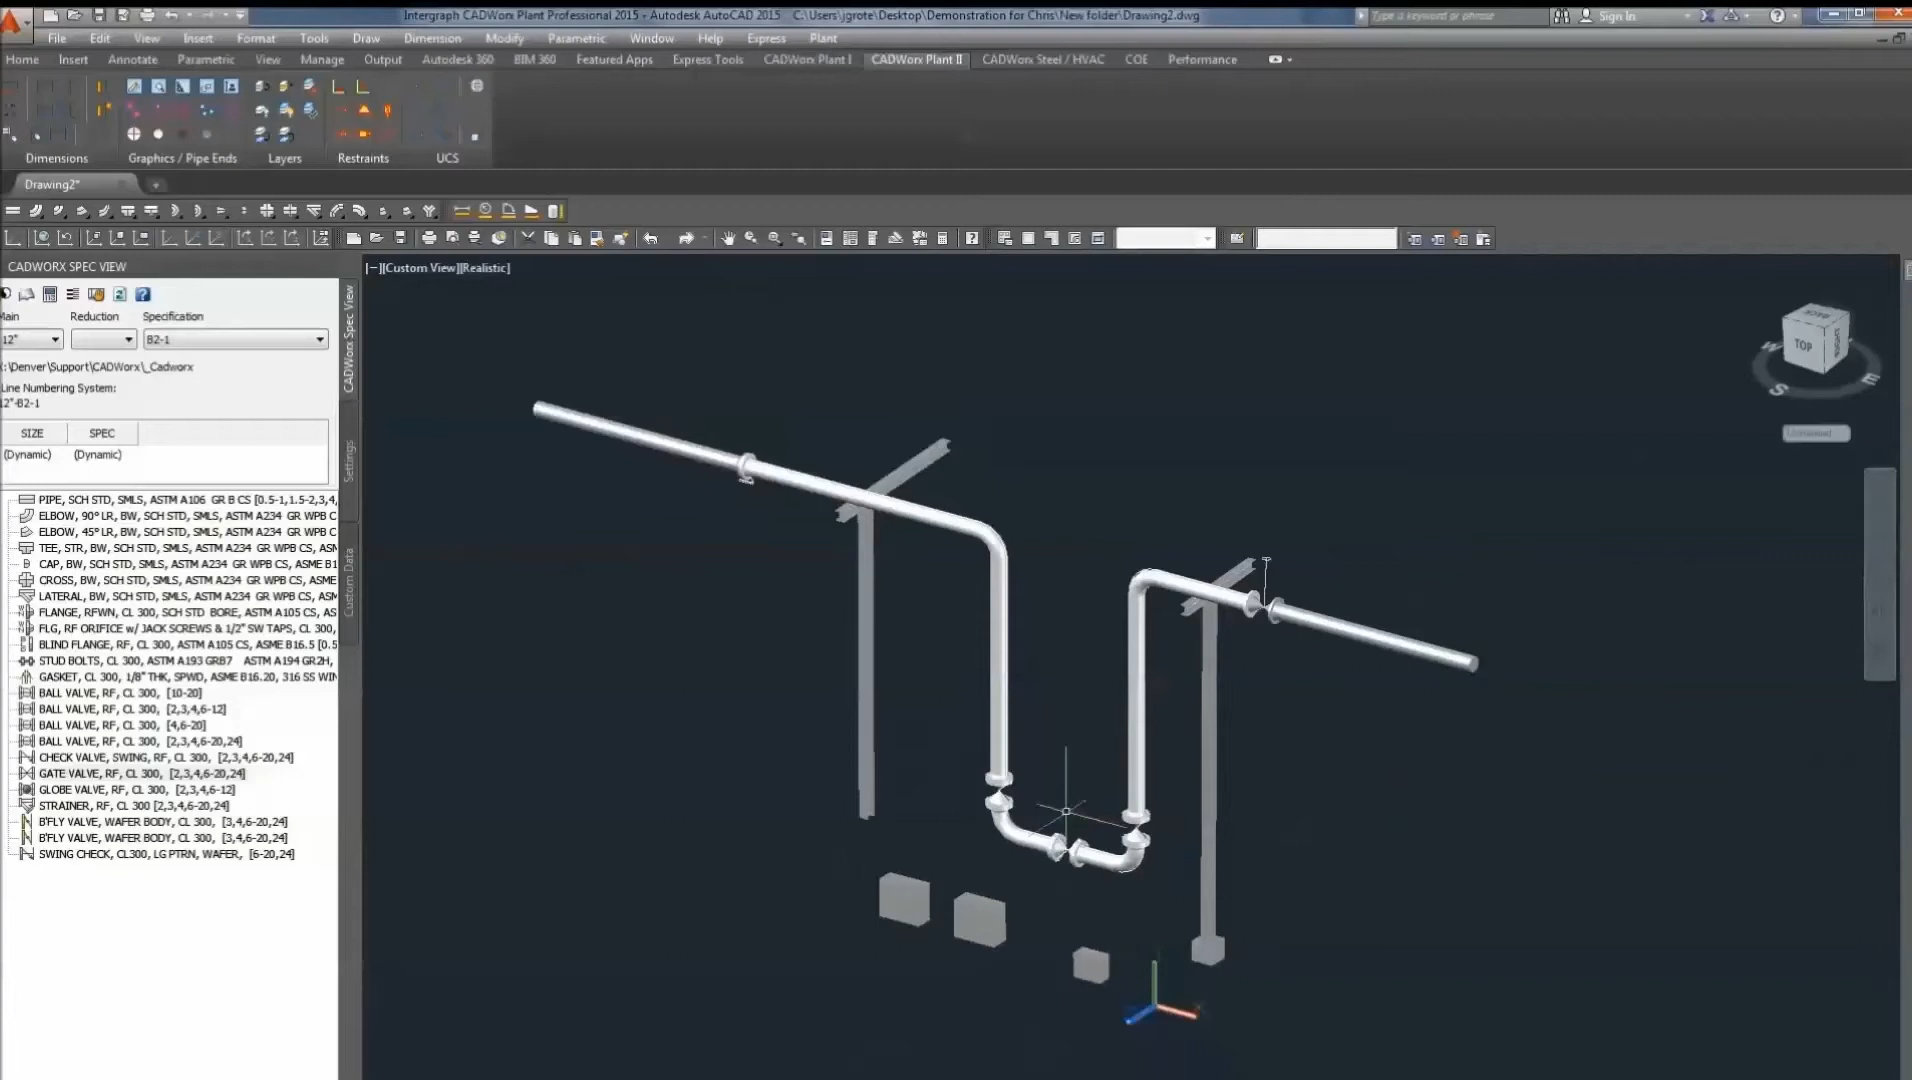 Intergraph CADWorx Plant Professional 2015 - Autodesk AutoCAD 2015 C:\Users\jgrote\Desktop\Demonstration for Chris\New folder\Drawing2.dwg
Type a keyword or phrase
Sign In
File Edit View Insert Format Tools Draw Dimension Modify Parametric Window Help Express Plant
Home Insert Annotate Parametric View Manage Output Autodesk 360 BIM 360 Featured Apps Express Tools CADWorx Plant I CADWorx Plant II CADWorx Steel / HVAC COE Performance
Dimensions Graphics / Pipe Ends Layers Restraints UCS
Drawing2*
CADWORX SPEC VIEW
[−][Custom View][Realistic]
Main Reduction Specification
12" B2-1
:\Denver\Support\CADWorx\_Cadworx
Line Numbering System:
12"-B2-1
SIZE SPEC
(Dynamic) (Dynamic)
CADWorx Spec View
Settings
Custom Data
PIPE, SCH STD, SMLS, ASTM A106 GR B CS [0.5-1,1.5-2,3,4,
ELBOW, 90° LR, BW, SCH STD, SMLS, ASTM A234 GR WPB C
ELBOW, 45° LR, BW, SCH STD, SMLS, ASTM A234 GR WPB C
TEE, STR, BW, SCH STD, SMLS, ASTM A234 GR WPB CS, ASM
CAP, BW, SCH STD, SMLS, ASTM A234 GR WPB CS, ASME B1
CROSS, BW, SCH STD, SMLS, ASTM A234 GR WPB CS, ASME
LATERAL, BW, SCH STD, SMLS, ASTM A234 GR WPB CS, ASM
FLANGE, RFWN, CL 300, SCH STD BORE, ASTM A105 CS, AS
FLG, RF ORIFICE w/ JACK SCREWS & 1/2" SW TAPS, CL 300,
BLIND FLANGE, RF, CL 300, ASTM A105 CS, ASME B16.5 [0.5
STUD BOLTS, CL 300, ASTM A193 GRB7 ASTM A194 GR2H,
GASKET, CL 300, 1/8" THK, SPWD, ASME B16.20, 316 SS WIN
BALL VALVE, RF, CL 300, [10-20]
BALL VALVE, RF, CL 300, [2,3,4,6-12]
BALL VALVE, RF, CL 300, [4,6-20]
BALL VALVE, RF, CL 300, [2,3,4,6-20,24]
CHECK VALVE, SWING, RF, CL 300, [2,3,4,6-20,24]
GATE VALVE, RF, CL 300, [2,3,4,6-20,24]
GLOBE VALVE, RF, CL 300, [2,3,4,6-12]
STRAINER, RF, CL 300 [2,3,4,6-20,24]
B'FLY VALVE, WAFER BODY, CL 300, [3,4,6-20,24]
B'FLY VALVE, WAFER BODY, CL 300, [3,4,6-20,24]
SWING CHECK, CL300, LG PTRN, WAFER, [6-20,24]
BACK
TOP
W
S
E